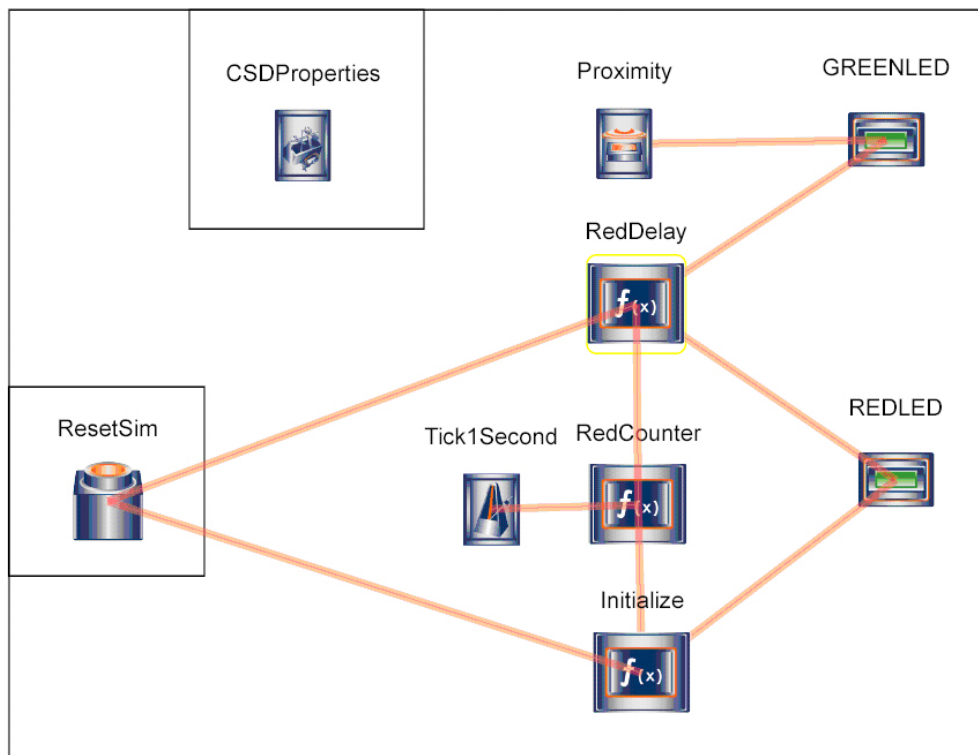 CSDProperties
Proximity
GREENLED
RedDelay
f(x)
ResetSim
Tick1Second
RedCounter
REDLED
f(x)
Initialize
f(x)